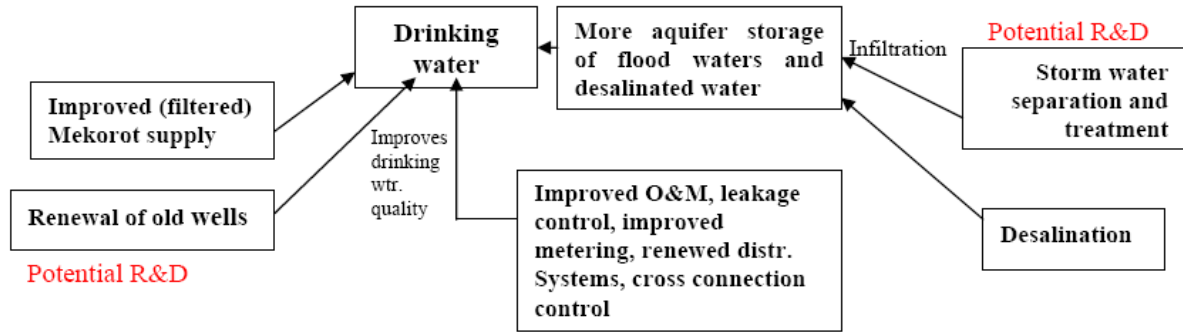 Drinking
water
More aquifer storage
of flood waters and
desalinated water
Infiltration
Potential R&D
Storm water
separation and
treatment
Improved (filtered)
Mekorot supply
Improves
drinking
wtr.
quality
Renewal of old wells
Potential R&D
Improved O&M, leakage
control, improved
metering, renewed distr.
Systems, cross connection
control
Desalination